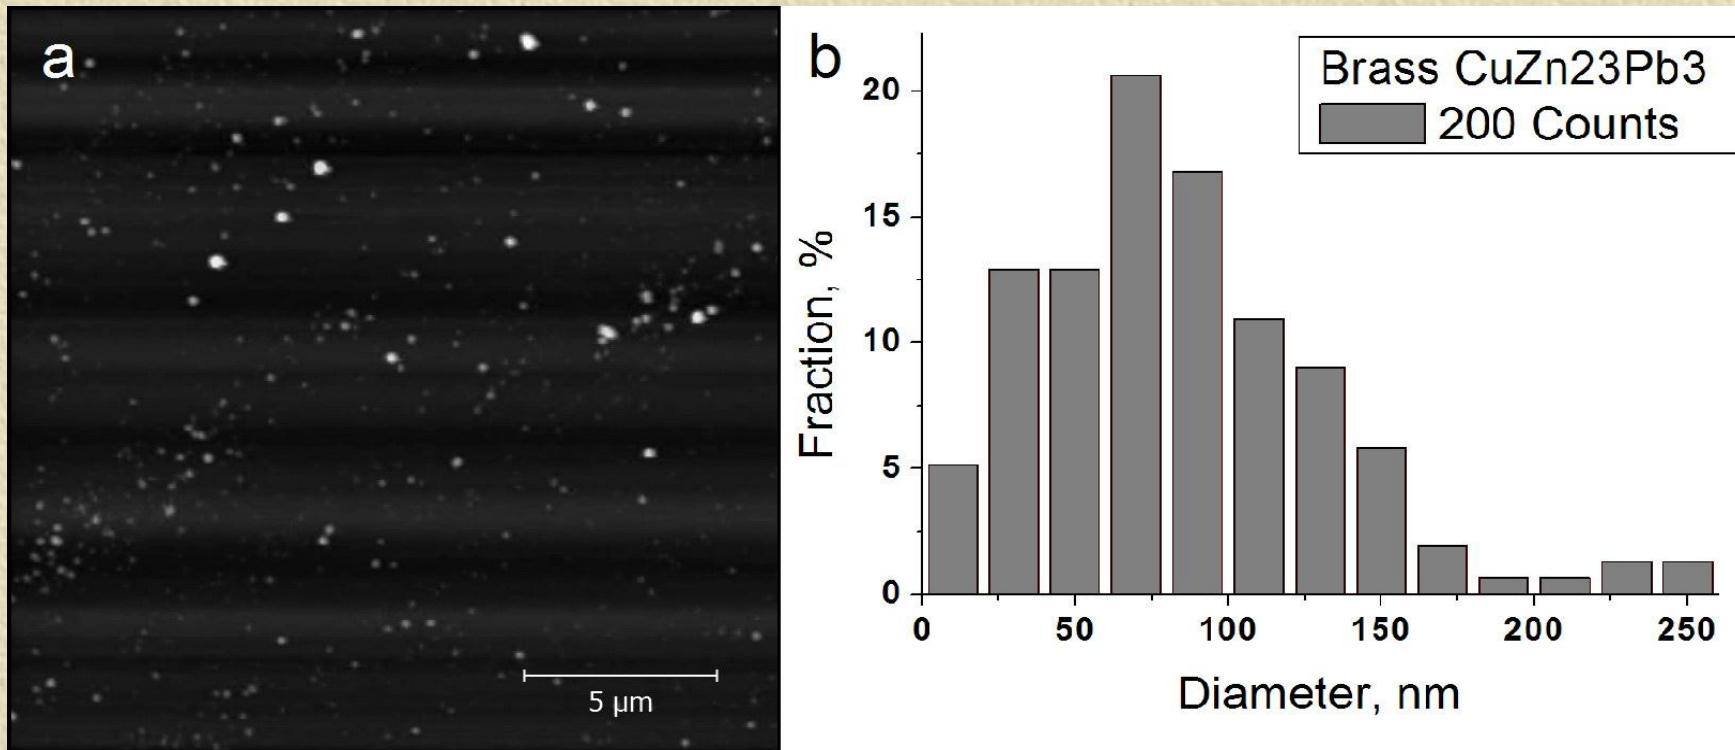 a
5 µm
b
Brass CuZn23Pb3
200 Counts
Fraction, %
20
15
10
5
0
0 50 100 150 200 250
Diameter, nm